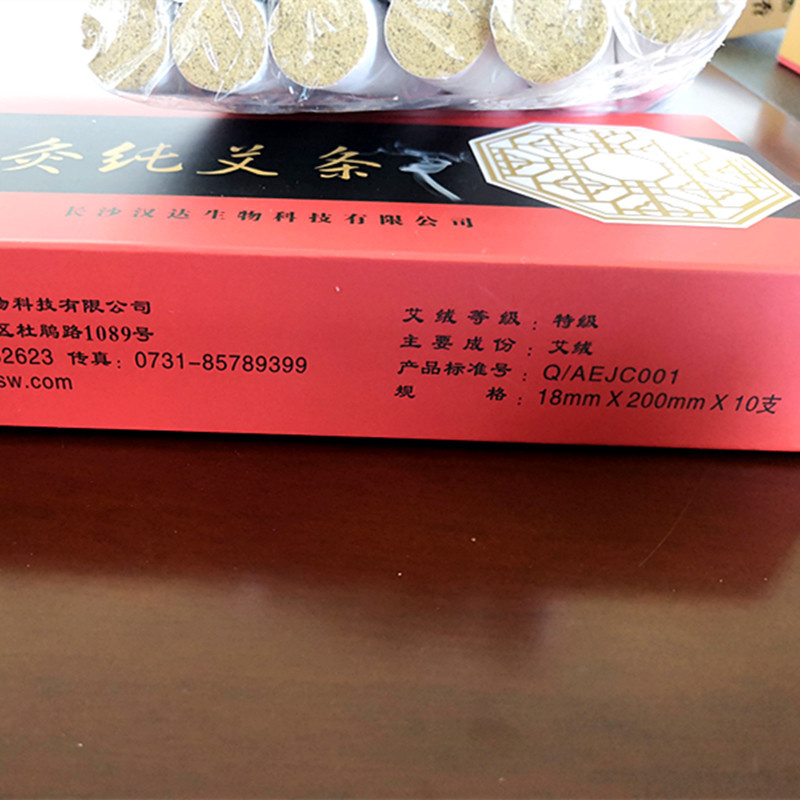 灸纯艾条
长沙汉达生物科技有限公司
物科技有限公司
区杜鹃路1089号
2623 传真：0731-85789399
sw.com
艾绒等级：特级
主要成份：艾绒
产品标准号：Q/AEJC001
规格：18mm X 200mm X 10支